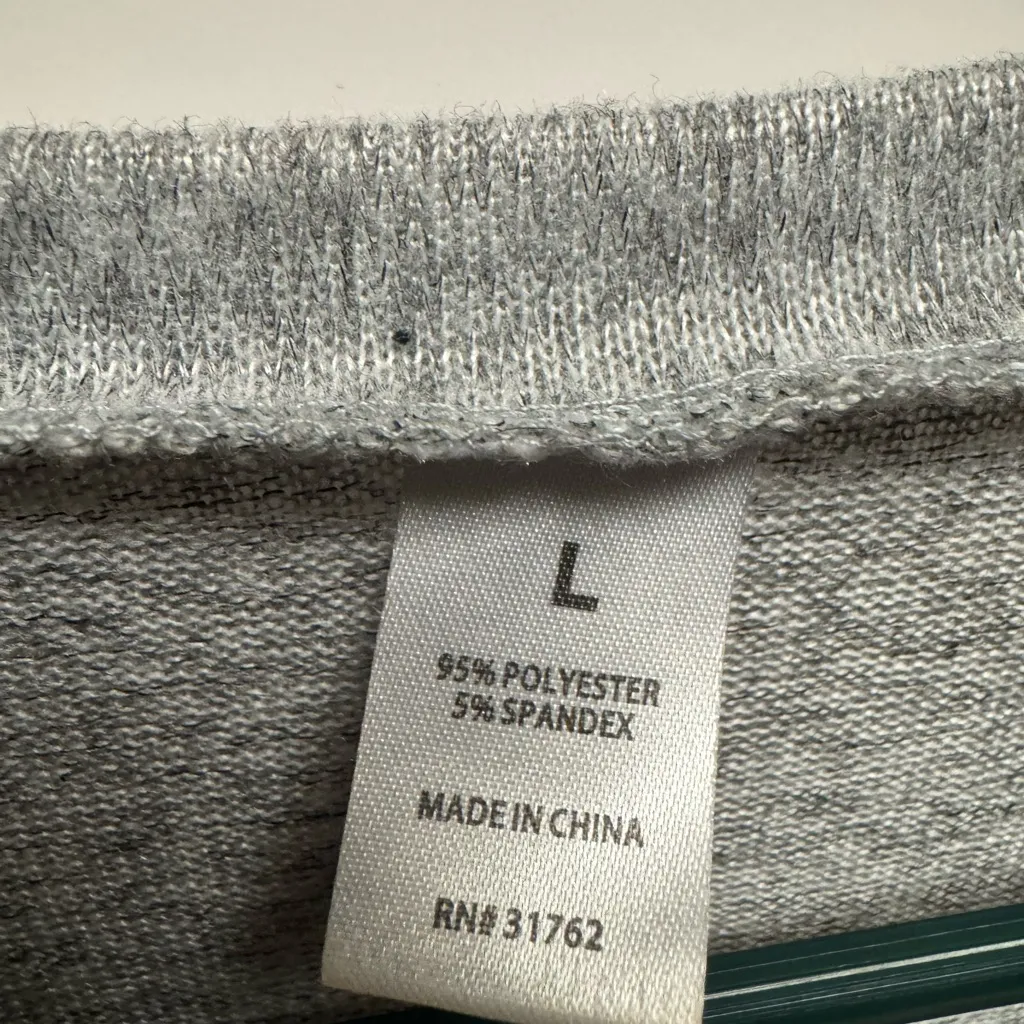 L
95% POLYESTER
5% SPANDEX
MADE IN CHINA
RN# 31762